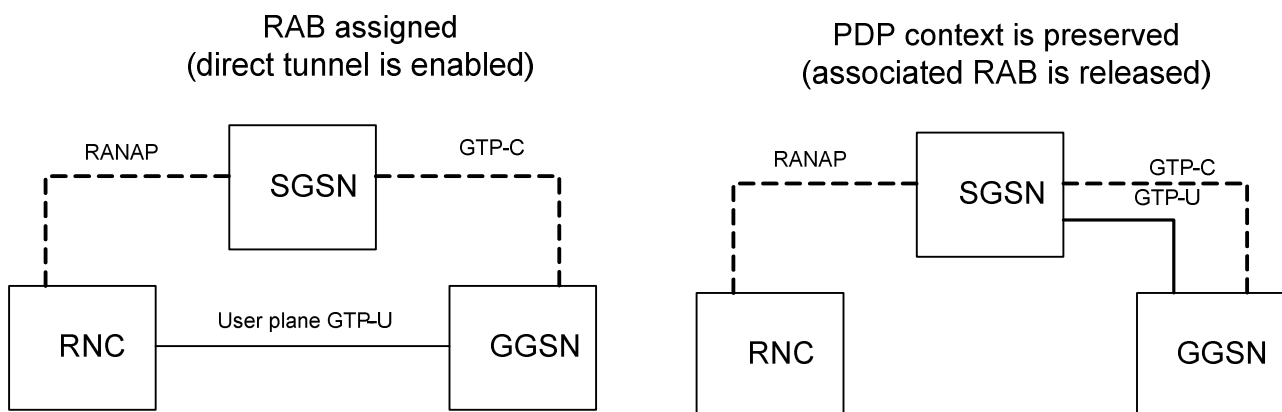 RAB assigned
(direct tunnel is enabled)
RANAP
GTP-C
SGSN
RNC
User plane GTP-U
GGSN
PDP context is preserved
(associated RAB is released)
RANAP
GTP-C
GTP-U
SGSN
RNC
GGSN